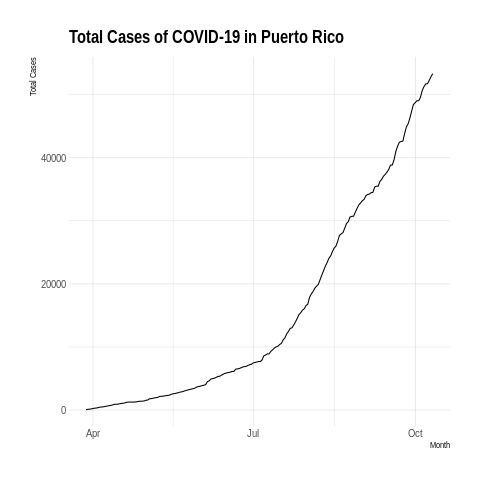 Total Cases of COVID-19 in Puerto Rico
Total Cases
40000
20000
0
Apr
Jul
Oct
Month